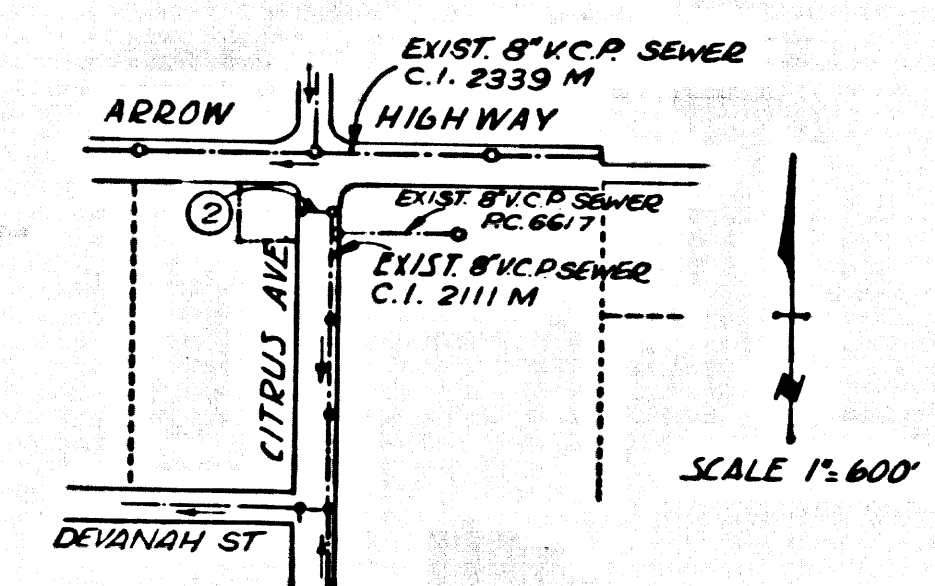 EXIST. 8" V.C.P. SEWER
C.I. 2339 M
ARROW HIGHWAY
2
EXIST. 8" V.C.P. SEWER
P.C. 6617
EXIST. 8" V.C.P. SEWER
C.I. 2111 M
CITRUS AVE
N
SCALE 1"=600'
DEVANAH ST